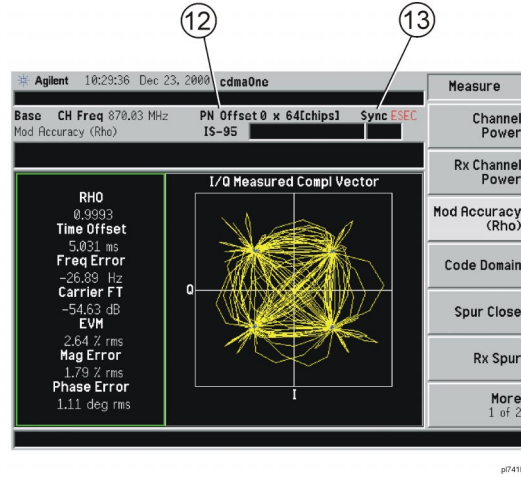 12 13
Agilent 10:29:36 Dec 23, 2000 cdmaOne
Base CH Freq 870.03 MHz PN Offset 0 x 64[chips] Sync ESEC
Mod Accuracy (Rho) IS-95
I/Q Measured Compl Vector
RHO
0.9993
Time Offset
5.031 ms
Freq Error
-26.89 Hz
Carrier FT
-54.63 dB
EVM
2.64 % rms
Mag Error
1.79 % rms
Phase Error
1.11 deg rms
Q
I
Measure
Channel
Power
Rx Channel
Power
Mod Accuracy
(Rho)
Code Domain
Spur Close
Rx Spur
More
1 of 2